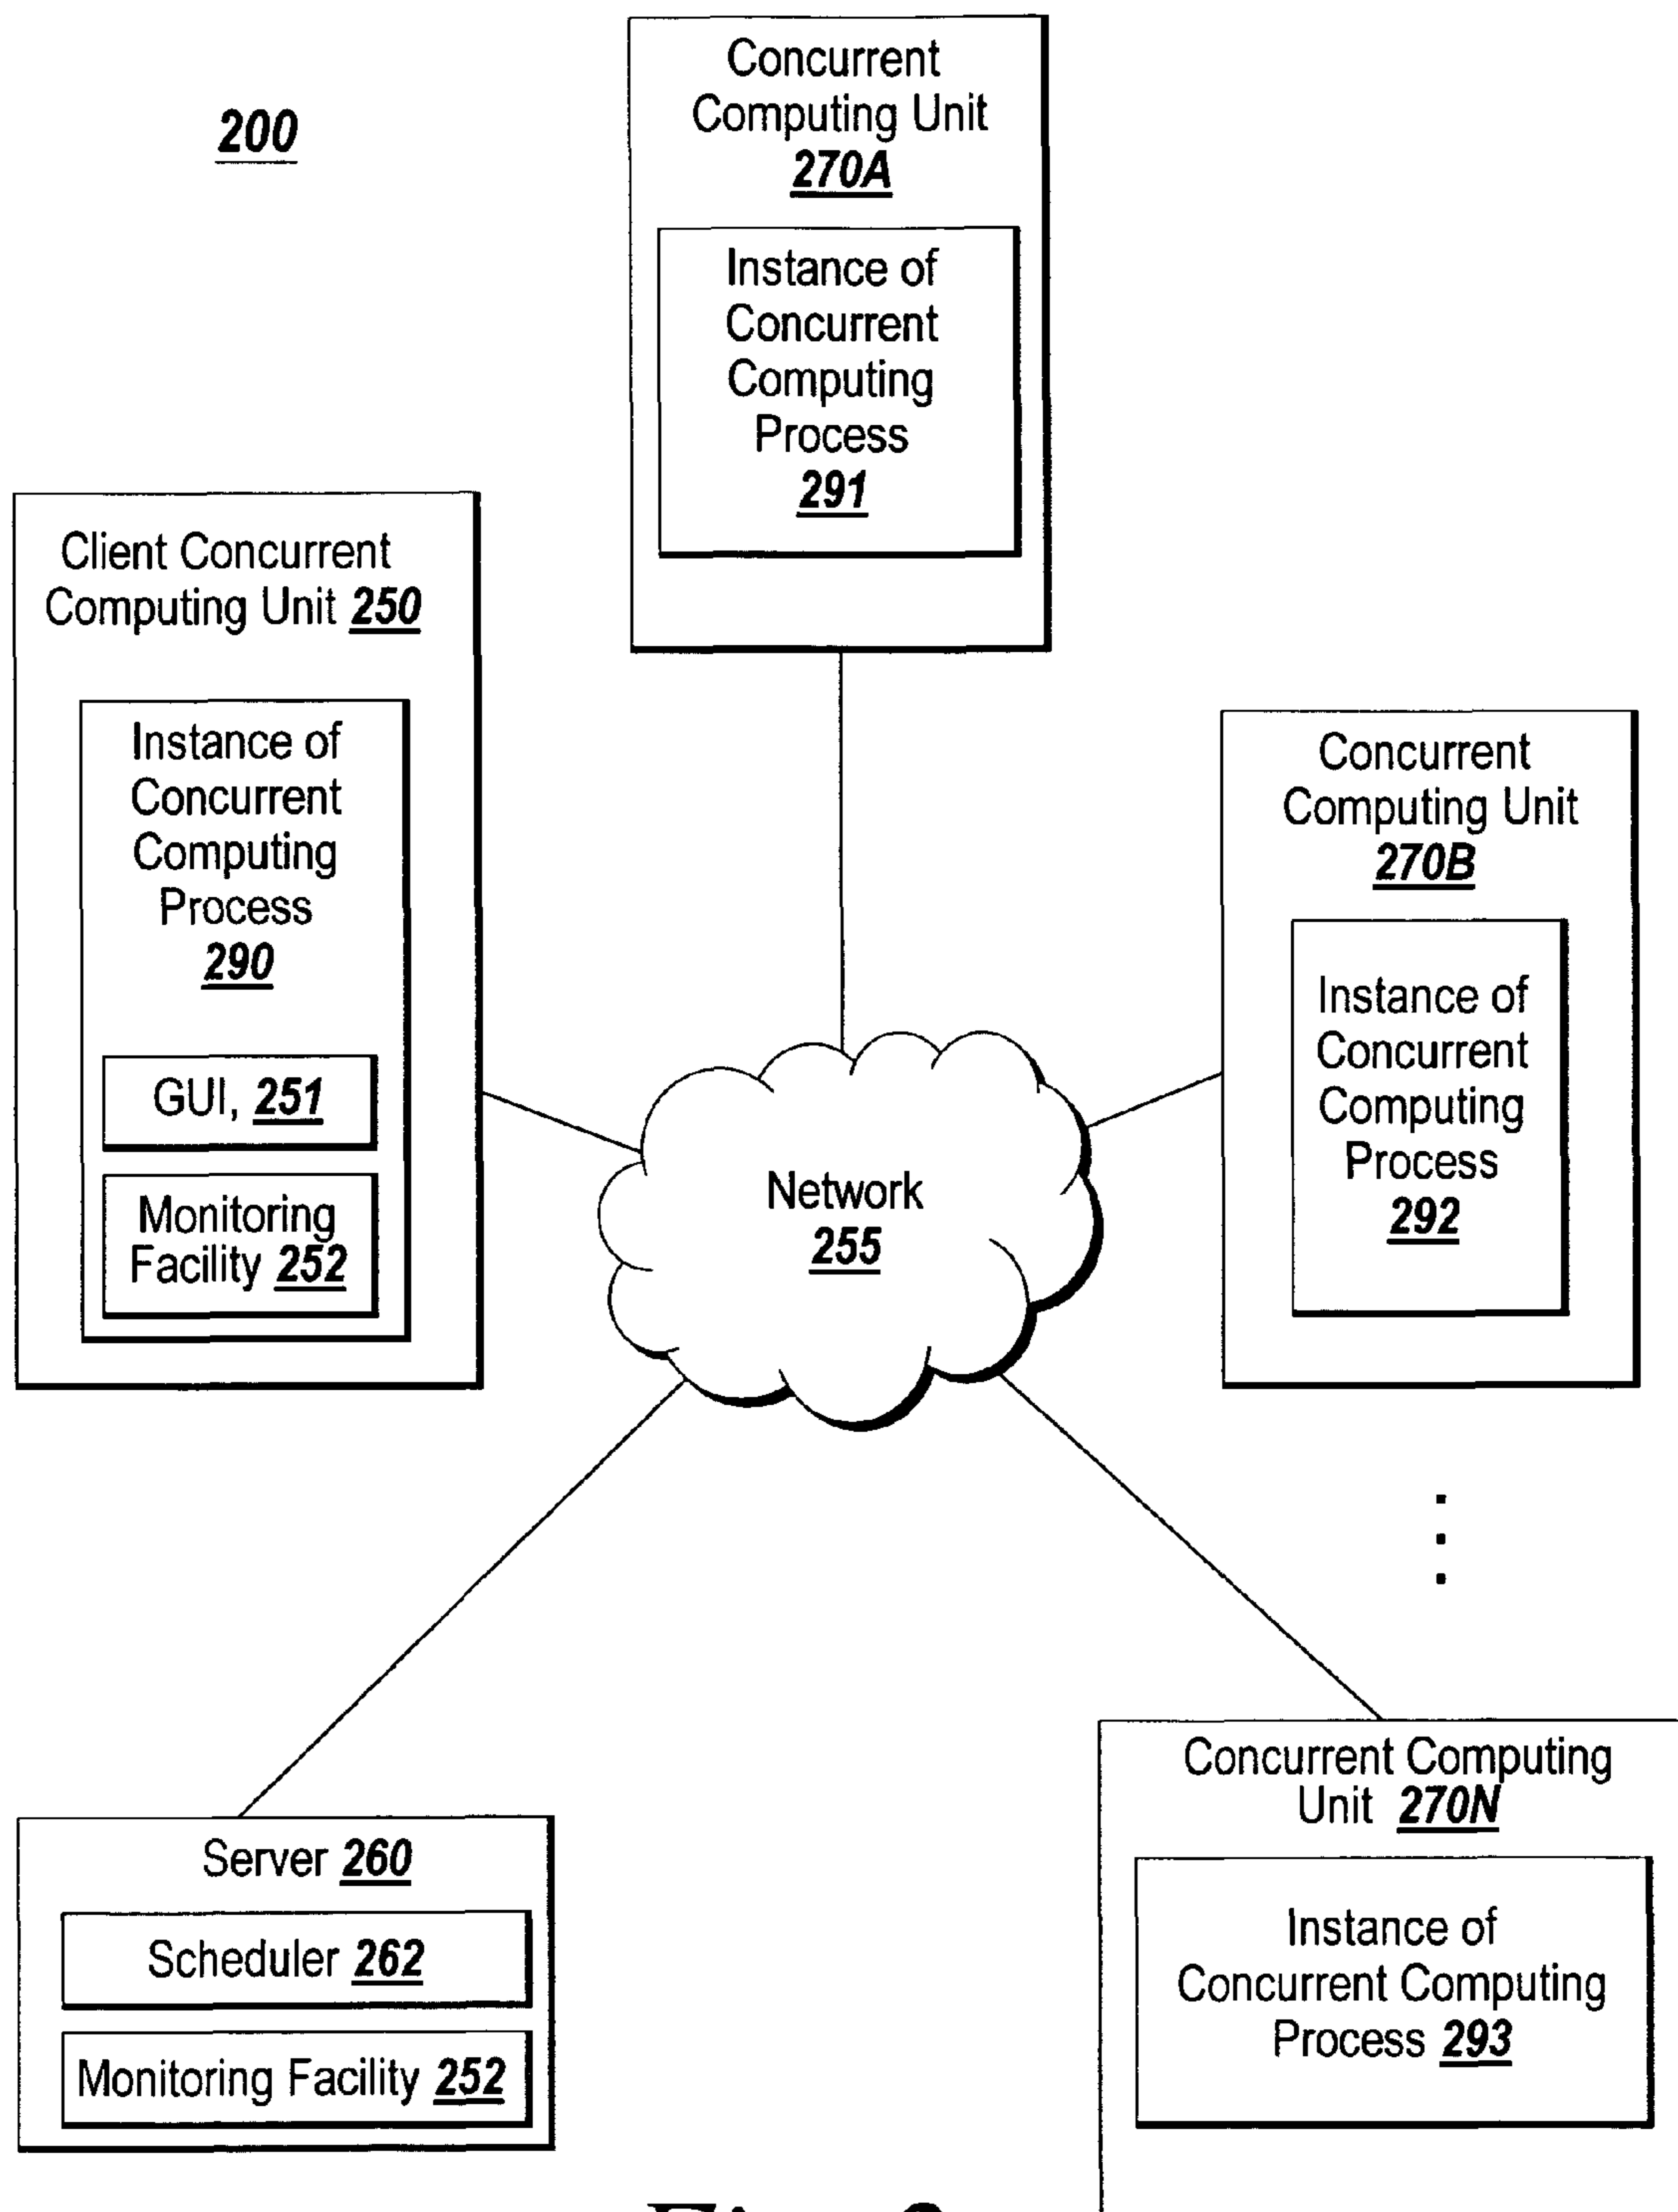 200
Concurrent
Computing Unit
270A
Instance of
Concurrent
Computing
Process
291
Client Concurrent
Computing Unit 250
Instance of
Concurrent
Computing
Process
290
GUI, 251
Monitoring
Facility 252
Concurrent
Computing Unit
270B
Instance of
Concurrent
Computing
Process
292
Network
255
Server 260
Scheduler 262
Monitoring Facility 252
Concurrent Computing
Unit 270N
Instance of
Concurrent Computing
Process 293